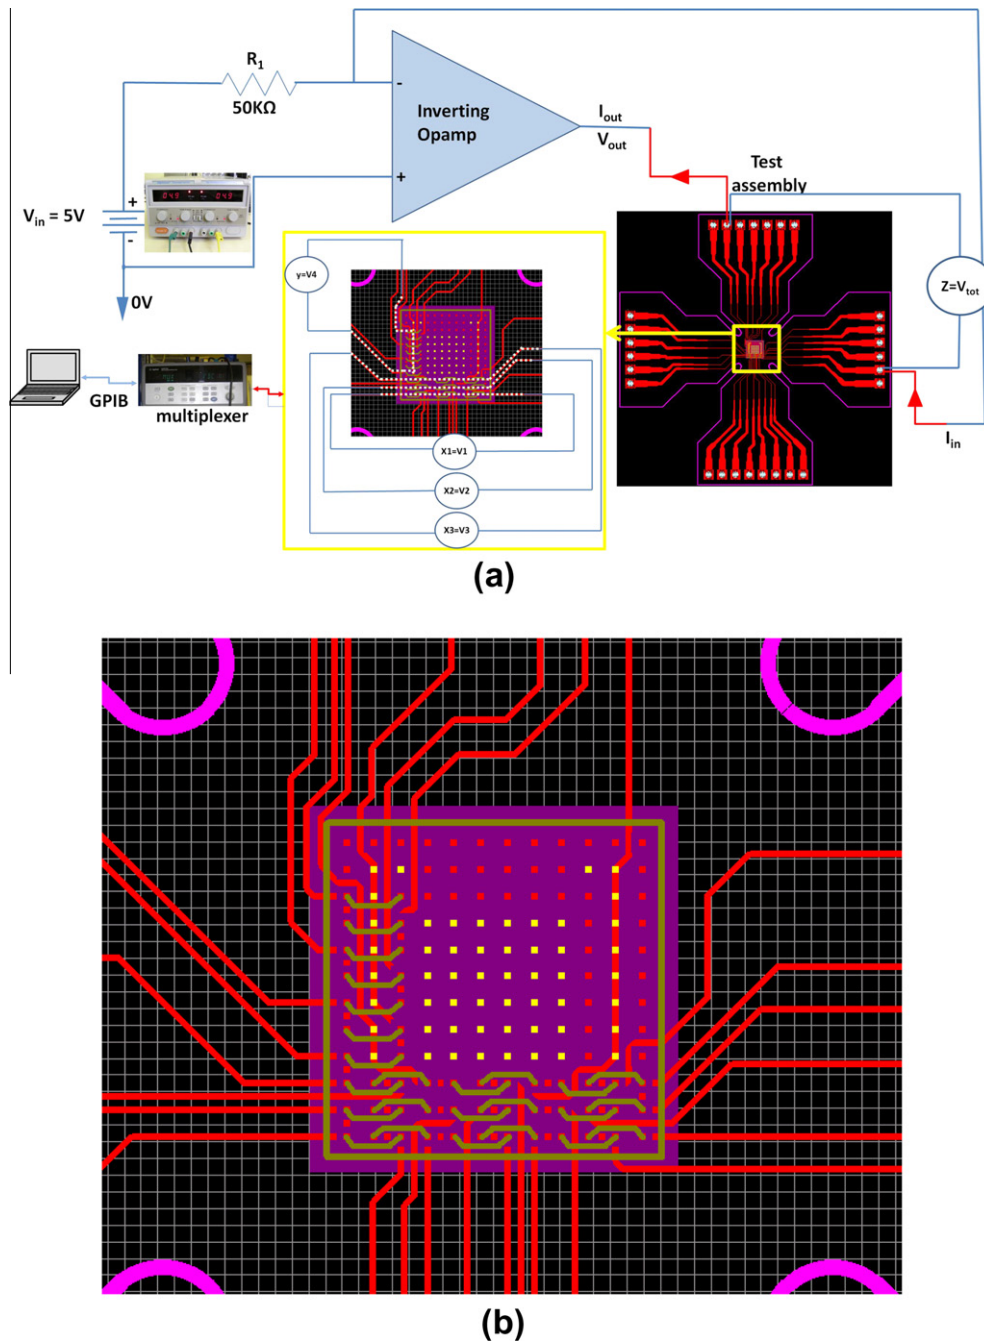 R1
50KΩ
-
Inverting
Opamp
+
Iout
Vout
Test
assembly
Vin = 5V
+
-
0V
y=V4
Z=Vtot
GPIB
multiplexer
Iin
X1=V1
X2=V2
X3=V3
(a)
(b)